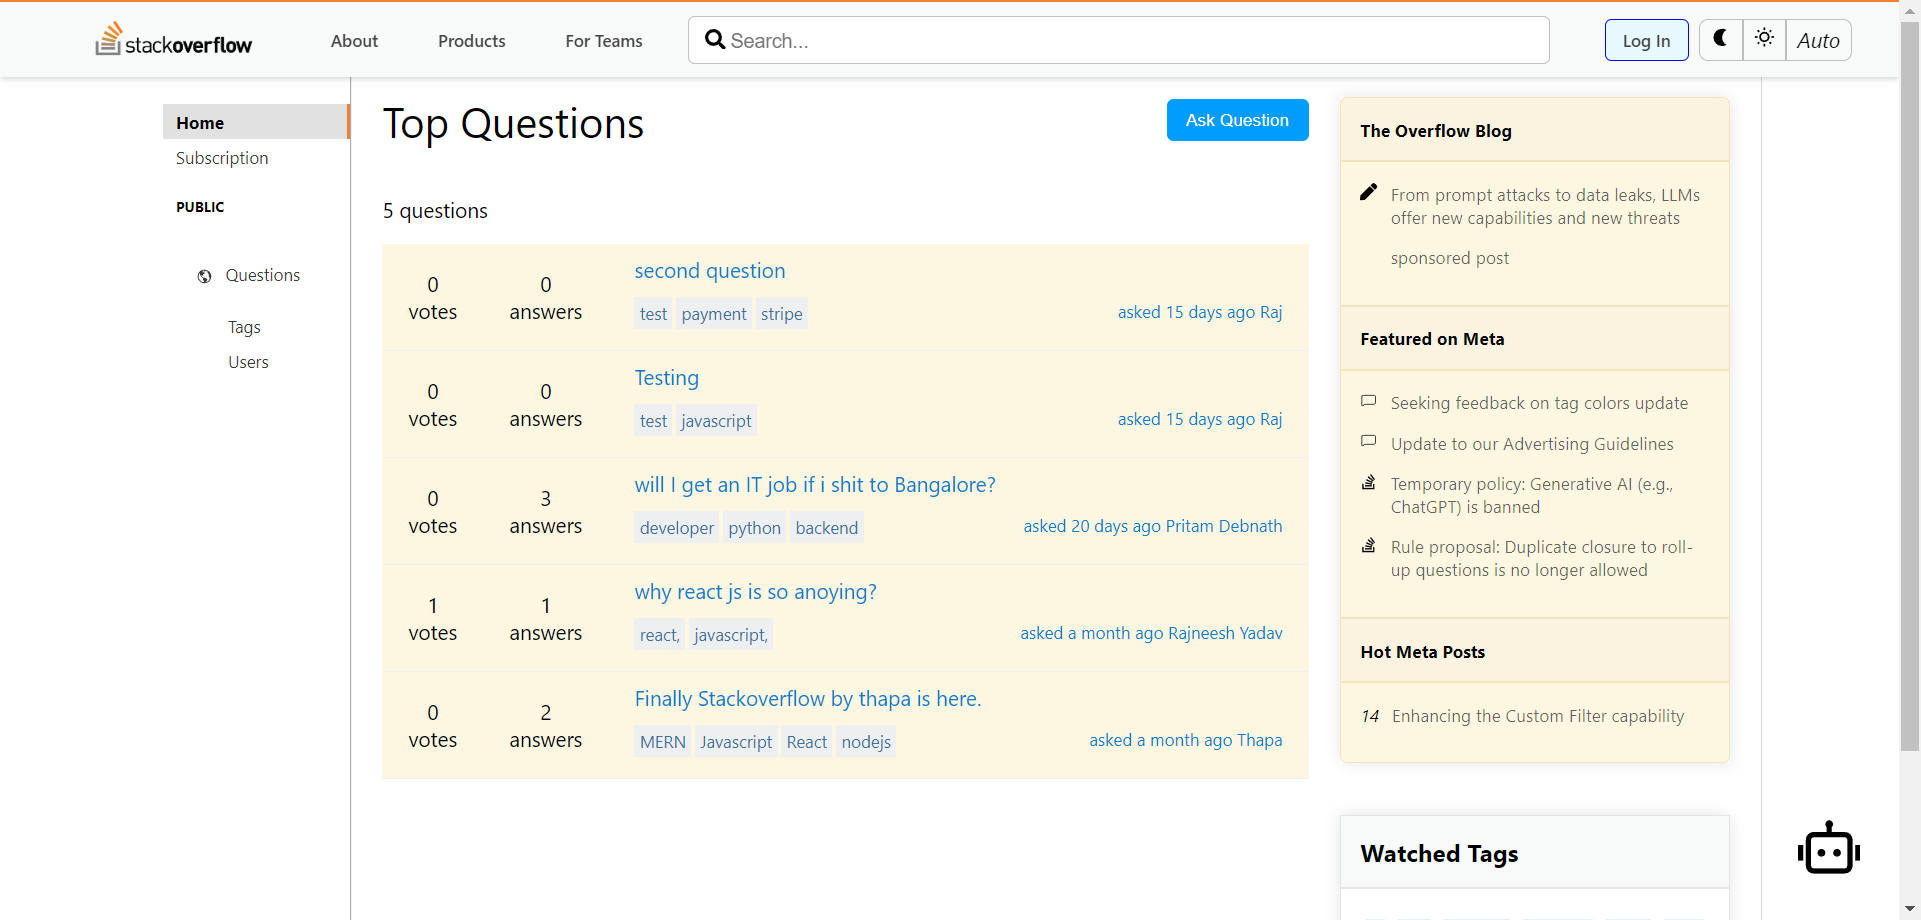 stackoverflow About Products For Teams Search... Log In Auto
Home
Subscription
PUBLIC
Questions
Tags
Users
Top Questions
Ask Question
5 questions
0 votes
0 answers
second question
test payment stripe
asked 15 days ago Raj
0 votes
0 answers
Testing
test javascript
asked 15 days ago Raj
0 votes
3 answers
will I get an IT job if i shit to Bangalore?
developer python backend
asked 20 days ago Pritam Debnath
1 votes
1 answers
why react js is so anoying?
react, javascript,
asked a month ago Rajneesh Yadav
0 votes
2 answers
Finally Stackoverflow by thapa is here.
MERN Javascript React nodejs
asked a month ago Thapa
The Overflow Blog
From prompt attacks to data leaks, LLMs
offer new capabilities and new threats
sponsored post
Featured on Meta
Seeking feedback on tag colors update
Update to our Advertising Guidelines
Temporary policy: Generative AI (e.g.,
ChatGPT) is banned
Rule proposal: Duplicate closure to roll-
up questions is no longer allowed
Hot Meta Posts
14 Enhancing the Custom Filter capability
Watched Tags